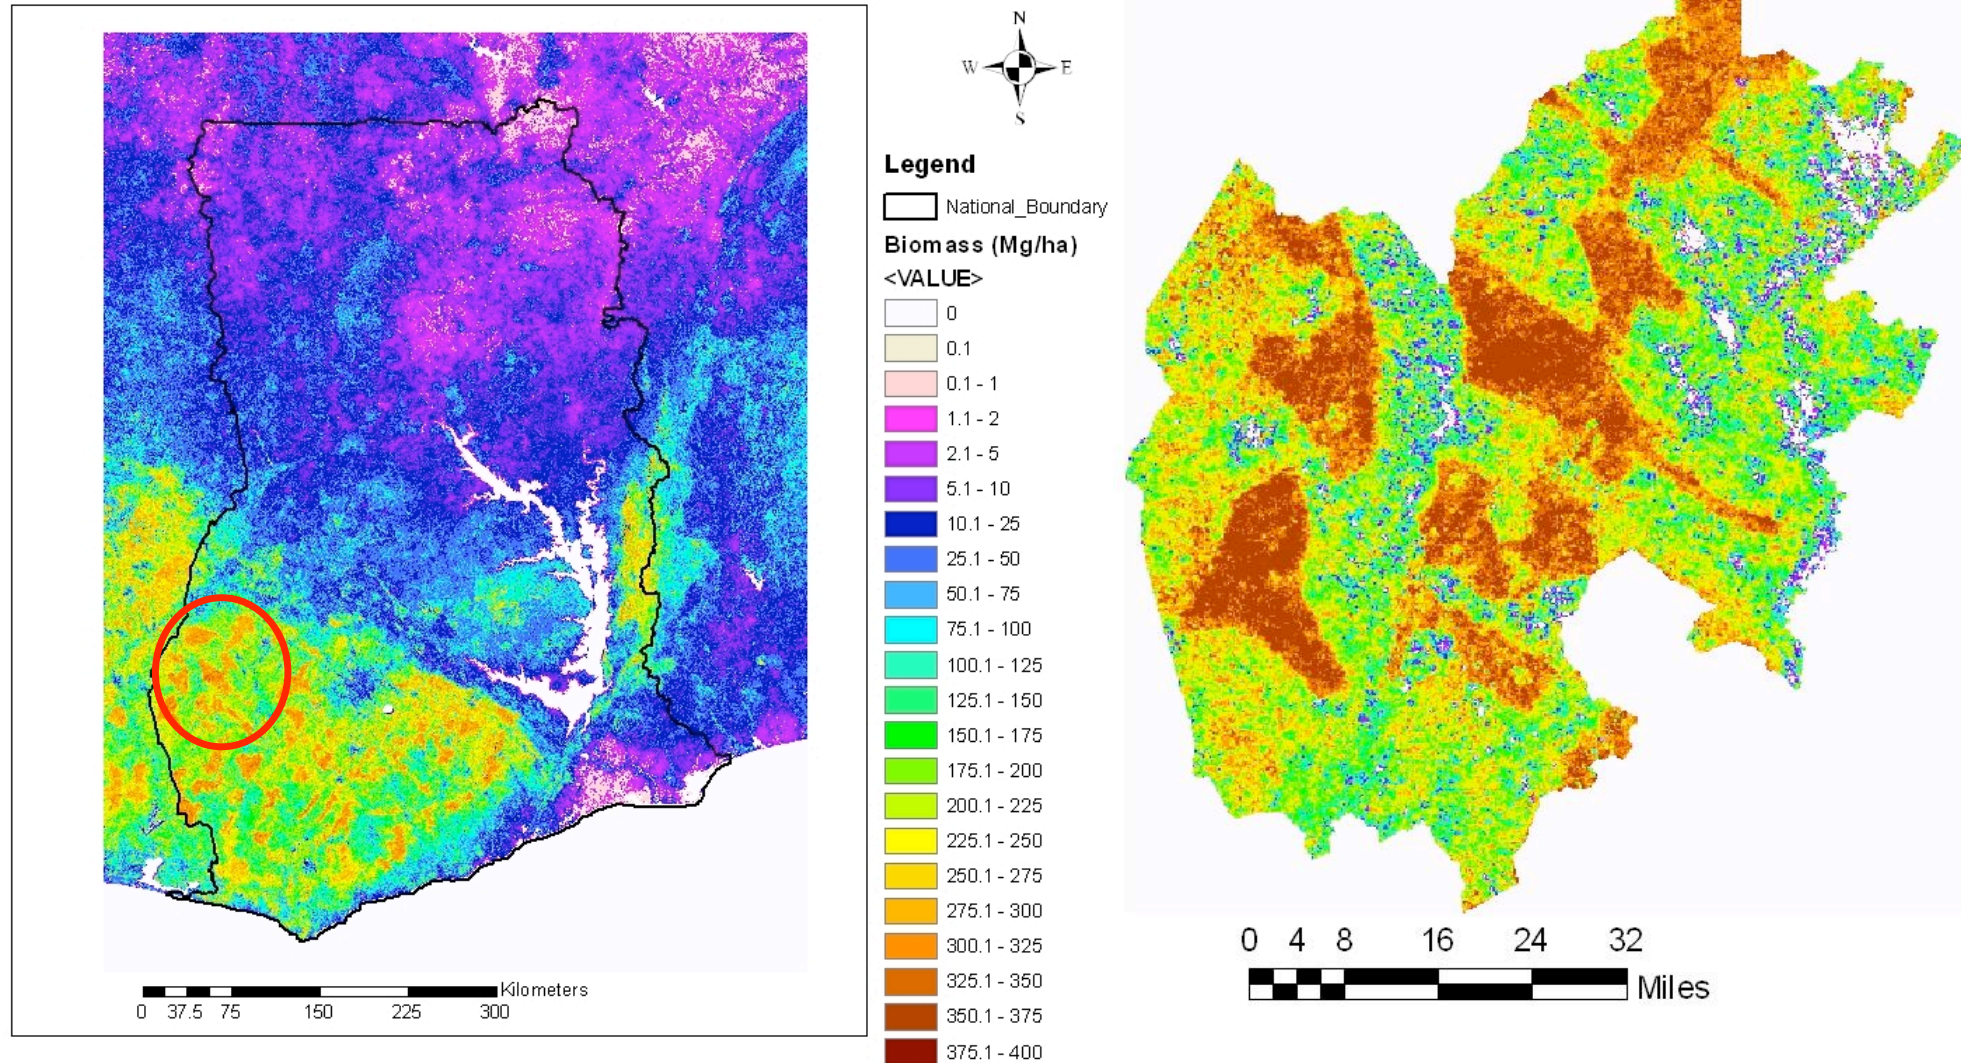 N
W E
S
Legend
National_Boundary
Biomass (Mg/ha)
<VALUE>
0
0.1
0.1 - 1
1.1 - 2
2.1 - 5
5.1 - 10
10.1 - 25
25.1 - 50
50.1 - 75
75.1 - 100
100.1 - 125
125.1 - 150
150.1 - 175
175.1 - 200
200.1 - 225
225.1 - 250
250.1 - 275
275.1 - 300
300.1 - 325
325.1 - 350
350.1 - 375
375.1 - 400
Kilometers
0 37.5 75 150 225 300
0 4 8 16 24 32
Miles